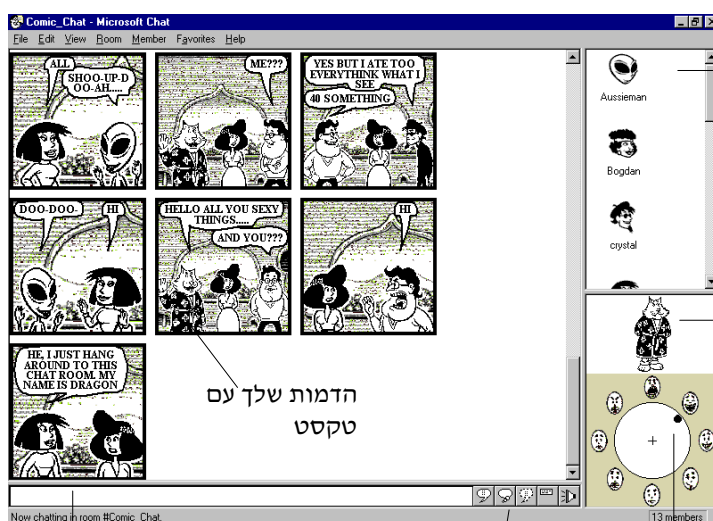 Comic_Chat - Microsoft Chat
File Edit View Room Member Favorites Help
ALL
SHOO-UP-D
OO-AH.....
ME???
YES BUT I ATE TOO
EVERYTHINK WHAT I
SEE
40 SOMETHING
DOO-DOO-
HI
HELLO ALL YOU SEXY
THINGS.....
AND YOU???
HI
HE, I JUST HANG
AROUND TO THIS
CHAT ROOM. MY
NAME IS DRAGON
הדמות שלך עם
טקסט
Aussieman
Bogdan
crystal
Now chatting in room #Comic_Chat.
13 members